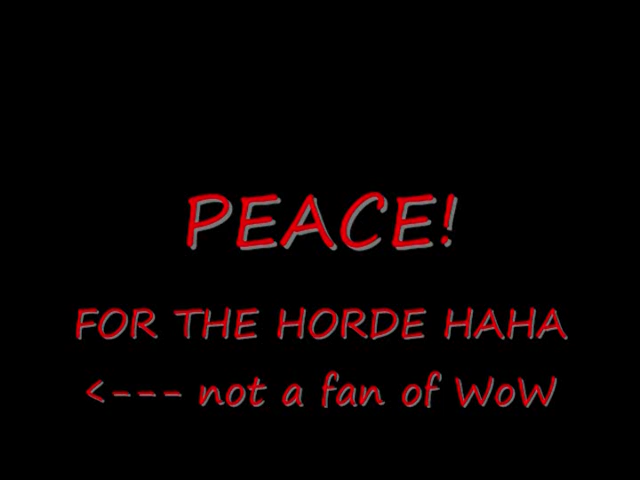 PEACE!
FOR THE HORDE HAHA
<--- not a fan of WoW